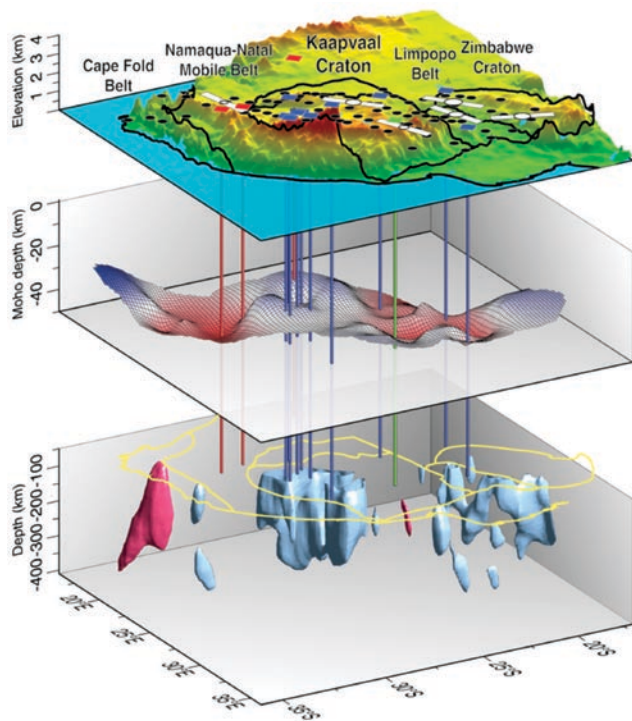 Elevation (km)
4
3
2
1
Cape Fold
Belt
Namaqua-Natal
Mobile Belt
Kaapvaal
Craton
Limpopo
Belt
Zimbabwe
Craton
Moho depth (km)
0
20
40
Depth (km)
-100
-200
-300
-400
20°E
25°E
30°E
35°E
35°S
30°S
25°S
20°S